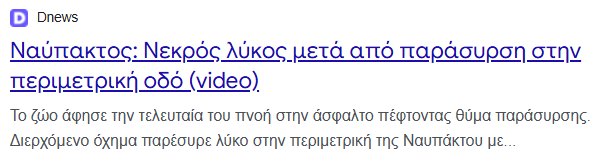 Dnews
Ναύπακτος: Νεκρός λύκος μετά από παράσυρση στην
περιμετρική οδό (video)
Το ζώο άφησε την τελευταία του πνοή στην άσφαλτο πέφτοντας θύμα παράσυρσης.
Διερχόμενο όχημα παρέσυρε λύκο στην περιμετρική της Ναυπάκτου με...